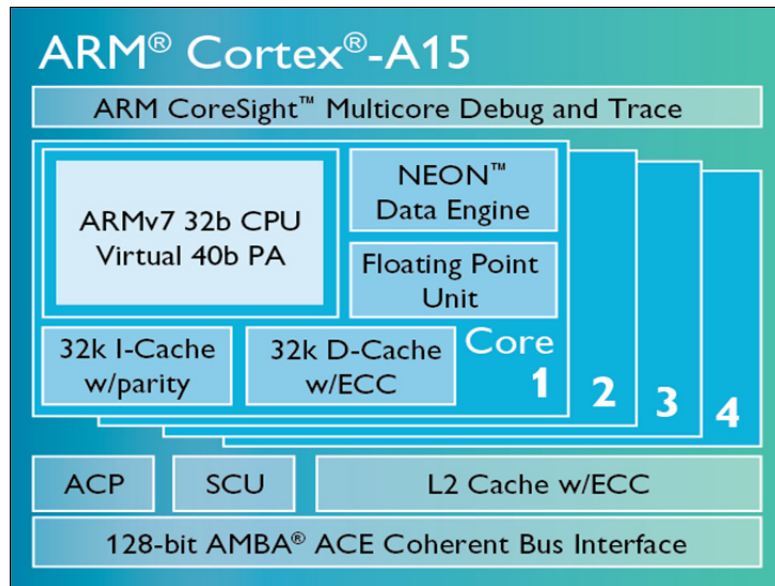 ARM® Cortex®-A15
ARM CoreSight™ Multicore Debug and Trace
ARMv7 32b CPU
Virtual 40b PA
NEON™
Data Engine
Floating Point
Unit
32k I-Cache
w/parity
32k D-Cache
w/ECC
Core
1
2
3
4
ACP
SCU
L2 Cache w/ECC
128-bit AMBA® ACE Coherent Bus Interface